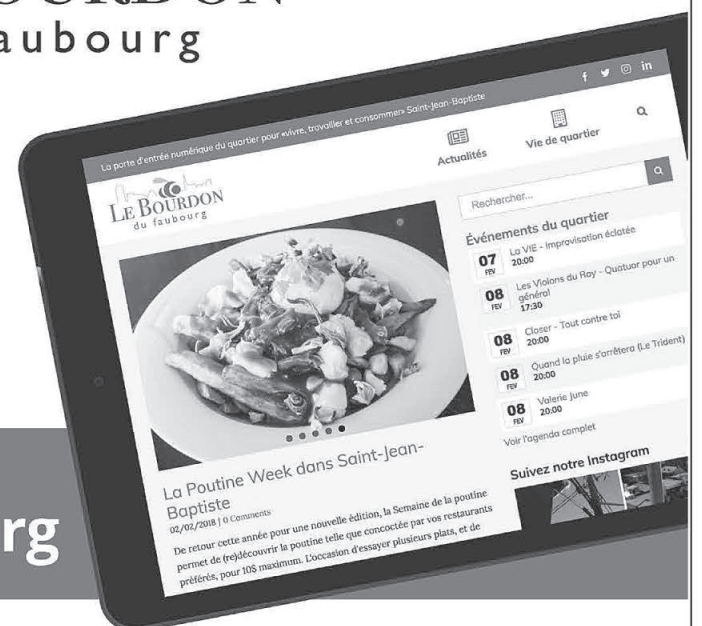 faubourg
La porte d'entrée numérique du quartier pour «vivre, travailler et consommer» Saint-Jean-Baptiste
f in
LE BOURDON
du faubourg
Actualités
Vie de quartier
Rechercher...
La Poutine Week dans Saint-Jean-
Baptiste
02/02/2018 | 0 Comments
De retour cette année pour une nouvelle édition, la Semaine de la poutine
permet de (re)découvrir la poutine telle que concoctée par vos restaurants
préférés, pour 10$ maximum. L'occasion d'essayer plusieurs plats, et de
Événements du quartier
07
FEV
La VIE - Improvisation éclatée
20:00
08
FEV
Les Violons du Roy - Quatuor pour un
général
17:30
08
FEV
Closer - Tout contre toi
20:00
08
FEV
Quand la pluie s'arrêtera (Le Trident)
20:00
08
FEV
Valerie June
20:00
Voir l'agenda complet
Suivez notre Instagram
rg